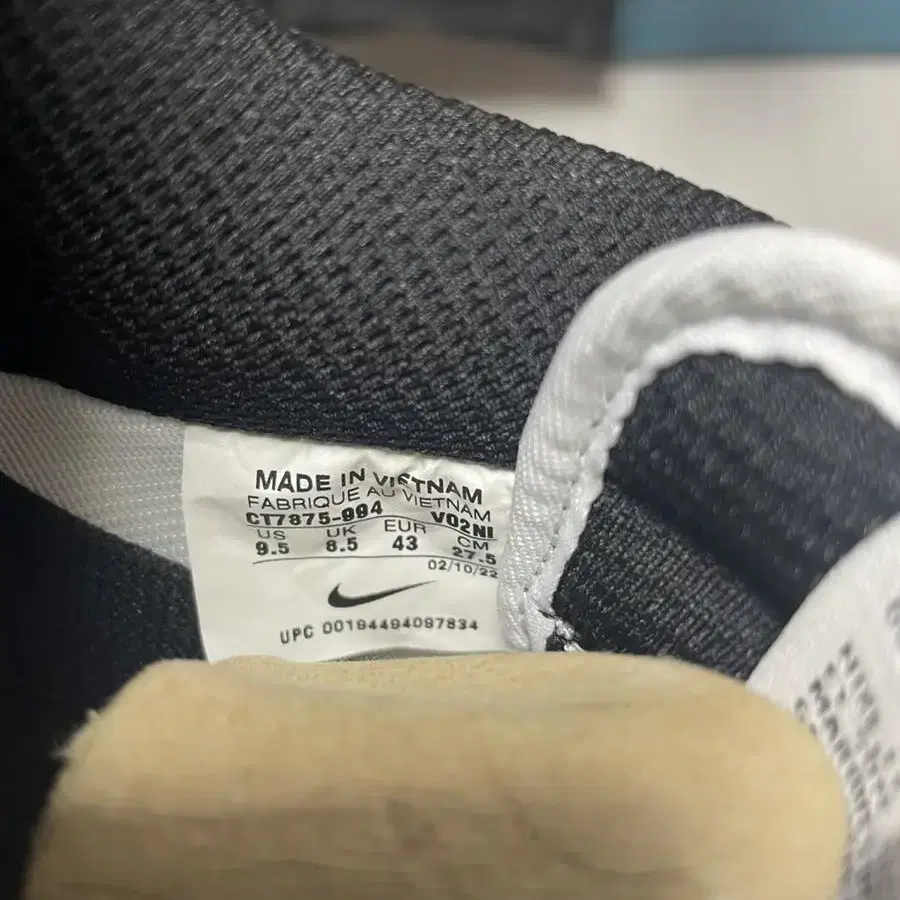 MADE IN VIETNAM
FABRIQUE AU VIETNAM
CT7875-994 V02NI
US UK EUR CM
9.5 8.5 43 27.5
02/10/22
UPC 00194494097834